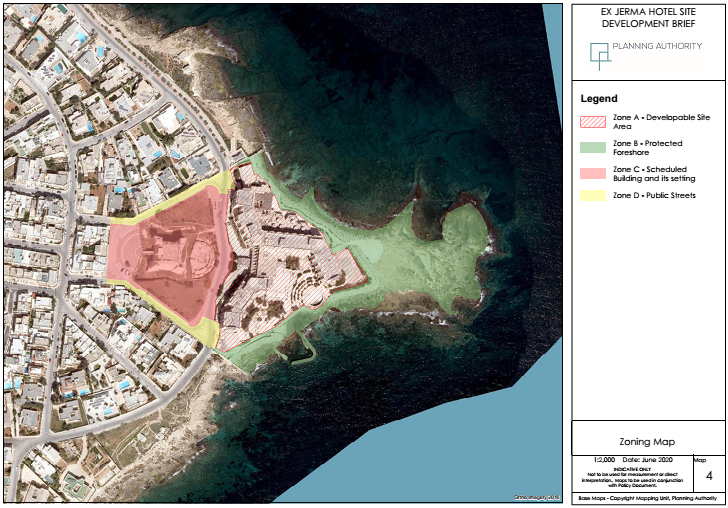 EX JERMA HOTEL SITE
DEVELOPMENT BRIEF
PLANNING AUTHORITY
Legend
Zone A - Developable Site
Area
Zone B - Protected
Foreshore
Zone C - Scheduled
Building and its setting
Zone D - Public Streets
Zoning Map
1:2,000 Date: June 2020
Map
4
INDICATIVE ONLY
Not to be used for measurement or direct
interpretation. Maps to be used in conjunction
with Policy Document.
Base Maps - Copyright Mapping Unit, Planning Authority
Ortho Imagery 2016